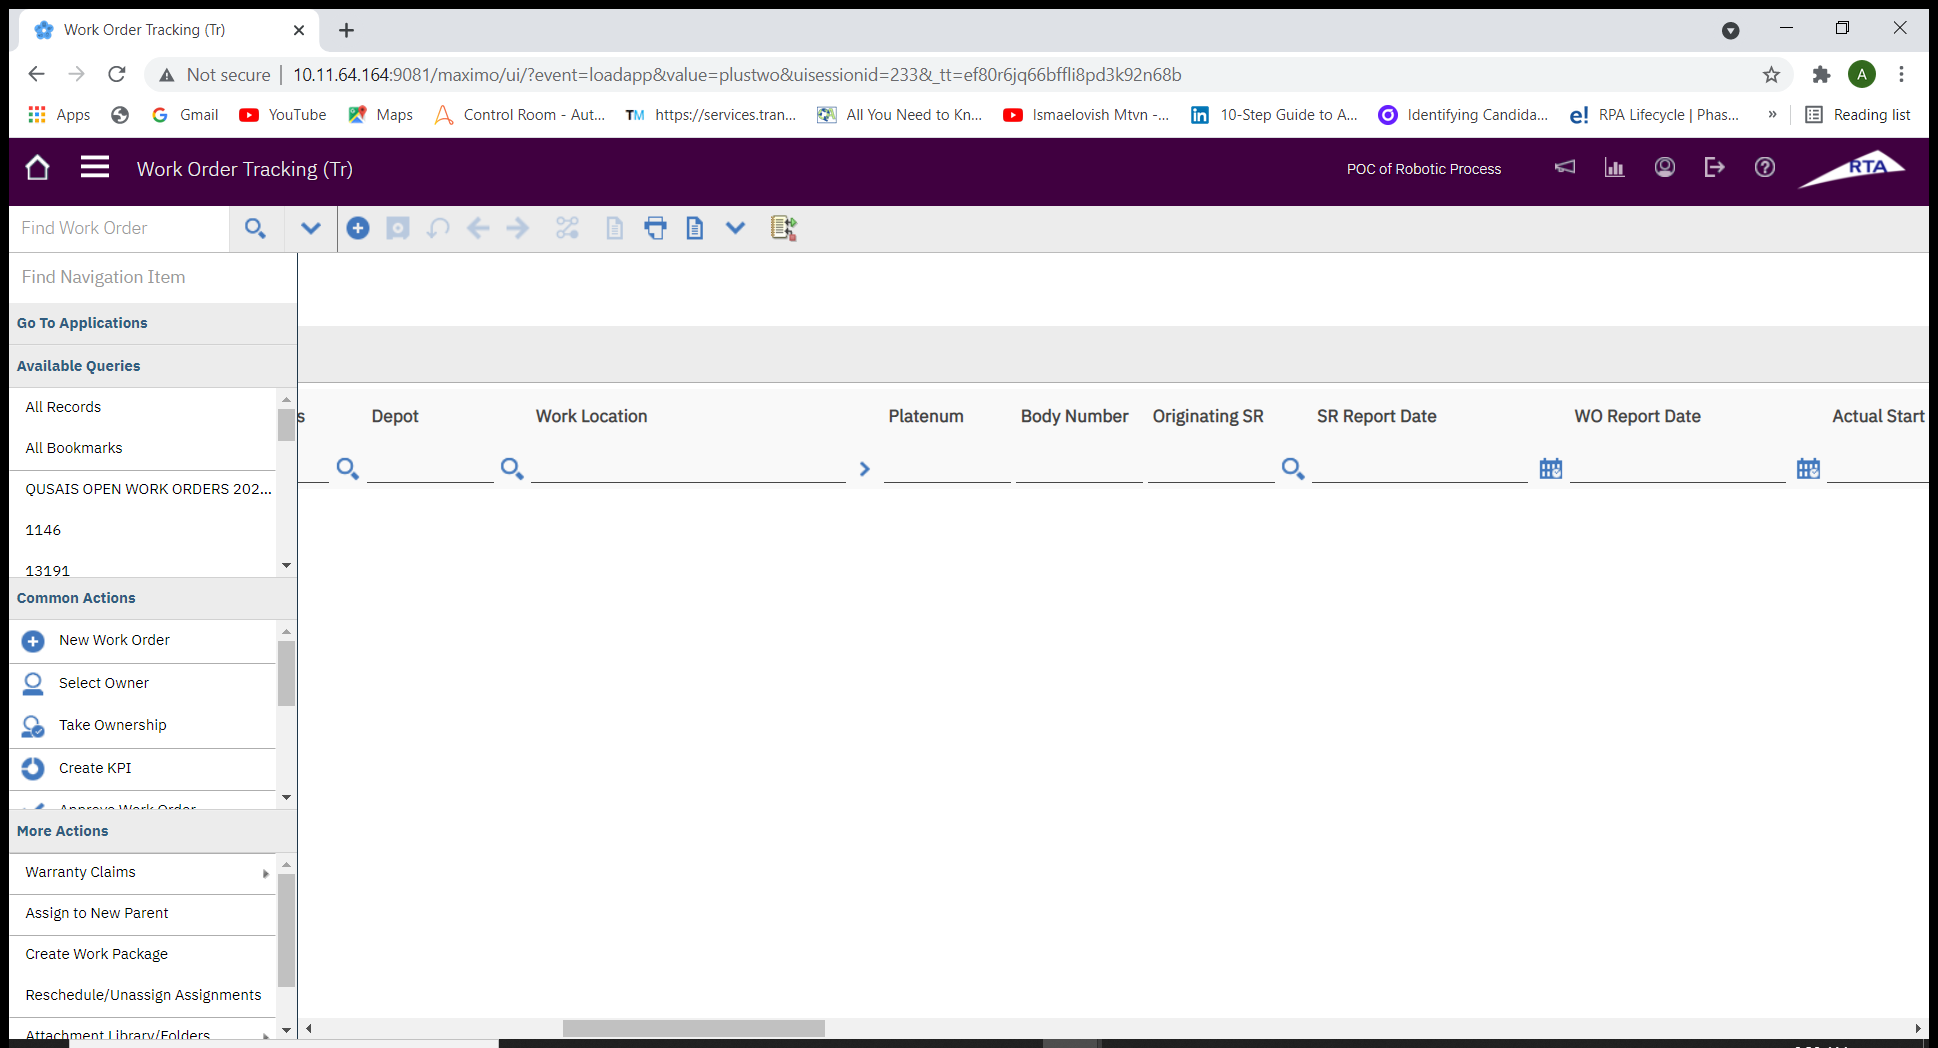 Work Order Tracking (Tr)
Not secure | 10.11.64.164:9081/maximo/ui/?event=loadapp&value=plustwo&uisessionid=233&_tt=ef80r6jq66bffli8pd3k92n68b
A
Apps Gmail YouTube Maps Control Room - Aut... TM https://services.tran... All You Need to Kn... Ismaelovish Mtvn -... in 10-Step Guide to A... Identifying Candida... e! RPA Lifecycle | Phas... » Reading list
Work Order Tracking (Tr) POC of Robotic Process RTA
Find Work Order
Find Navigation Item
Go To Applications
Available Queries
All Records
All Bookmarks
QUSAIS OPEN WORK ORDERS 202...
1146
13191
s Depot Work Location Platenum Body Number Originating SR SR Report Date WO Report Date Actual Start
Common Actions
New Work Order
Select Owner
Take Ownership
Create KPI
Approve Work Order
More Actions
Warranty Claims
Assign to New Parent
Create Work Package
Reschedule/Unassign Assignments
Attachment Library/Folders